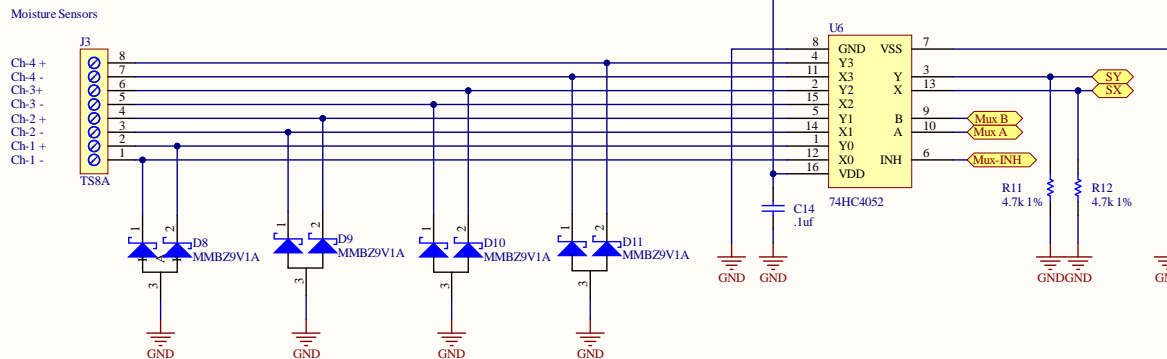 Moisture Sensors
J3
Ch-4 +
Ch-4 -
Ch-3+
Ch-3 -
Ch-2 +
Ch-2 -
Ch-1 +
Ch-1 -
8
7
6
5
4
3
2
1
TS8A
U6
8 GND VSS 7
4 Y3
11 X3 Y 3
2 Y2 X 13
15 X2
5 Y1 B 9
14 X1 A 10
1 Y0
12 X0 INH 6
16 VDD
74HC4052
SY
SX
Mux B
Mux A
Mux-INH
R11
4.7k 1%
R12
4.7k 1%
C14
.1uf
1 2
D8
MMBZ9V1A
A
3
GND
1 2
D9
MMBZ9V1A
3
GND
1 2
D10
MMBZ9V1A
3
GND
1 2
D11
MMBZ9V1A
3
GND
GND
GND
GND
GND